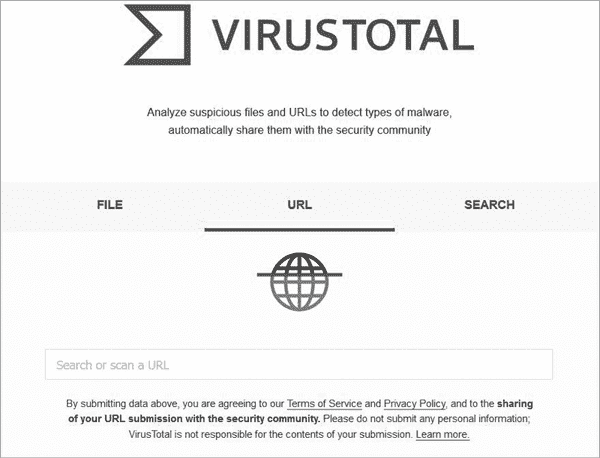 VIRUSTOTAL
Analyze suspicious files and URLs to detect types of malware,
automatically share them with the security community
FILE URL SEARCH
Search or scan a URL
By submitting data above, you are agreeing to our Terms of Service and Privacy Policy, and to the sharing
of your URL submission with the security community. Please do not submit any personal information;
VirusTotal is not responsible for the contents of your submission. Learn more.